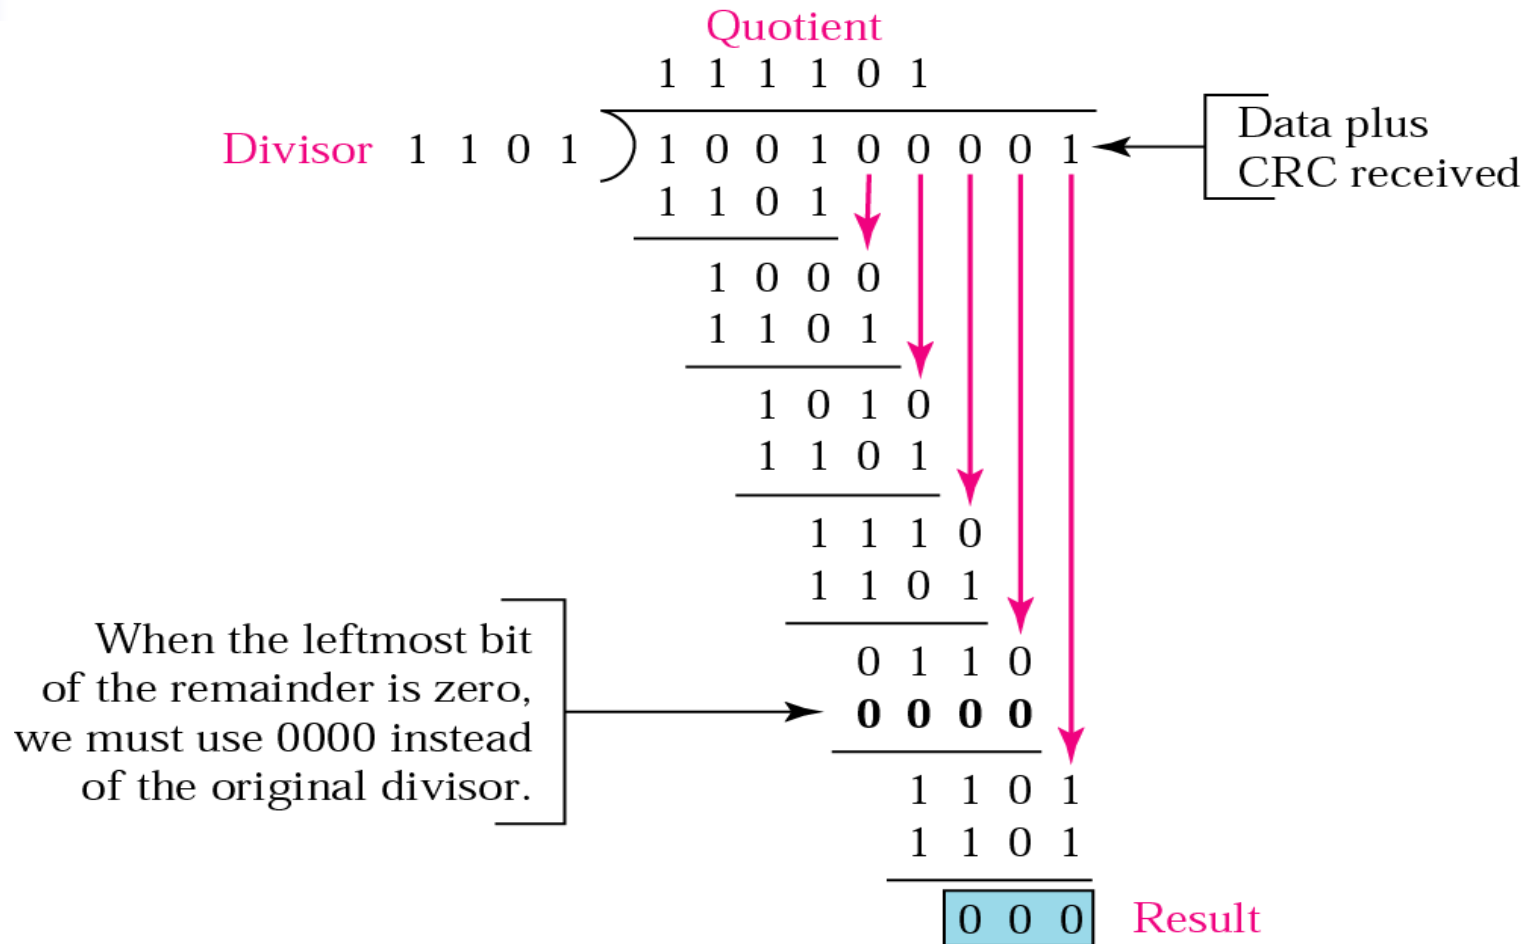 Quotient
1 1 1 1 0 1
Divisor 1 1 0 1 1 0 0 1 0 0 0 0 1
Data plus
CRC received
1 1 0 1
1 0 0 0
1 1 0 1
1 0 1 0
1 1 0 1
1 1 1 0
1 1 0 1
When the leftmost bit
of the remainder is zero,
we must use 0000 instead
of the original divisor.
0 1 1 0
0 0 0 0
1 1 0 1
1 1 0 1
0 0 0 Result